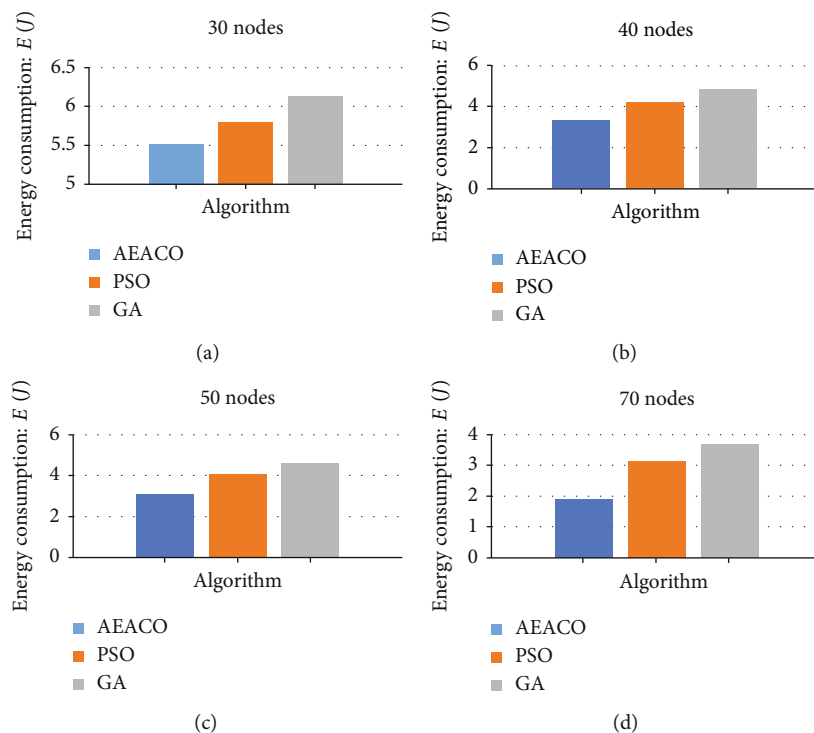 30 nodes
Energy consumption: E (J)
6.5
6
5.5
5
Algorithm
AEACO
PSO
GA
(a)
40 nodes
Energy consumption: E (J)
6
4
2
0
Algorithm
AEACO
PSO
GA
(b)
50 nodes
Energy consumption: E (J)
6
4
2
0
Algorithm
AEACO
PSO
GA
(c)
70 nodes
Energy consumption: E (J)
4
3
2
1
0
Algorithm
AEACO
PSO
GA
(d)